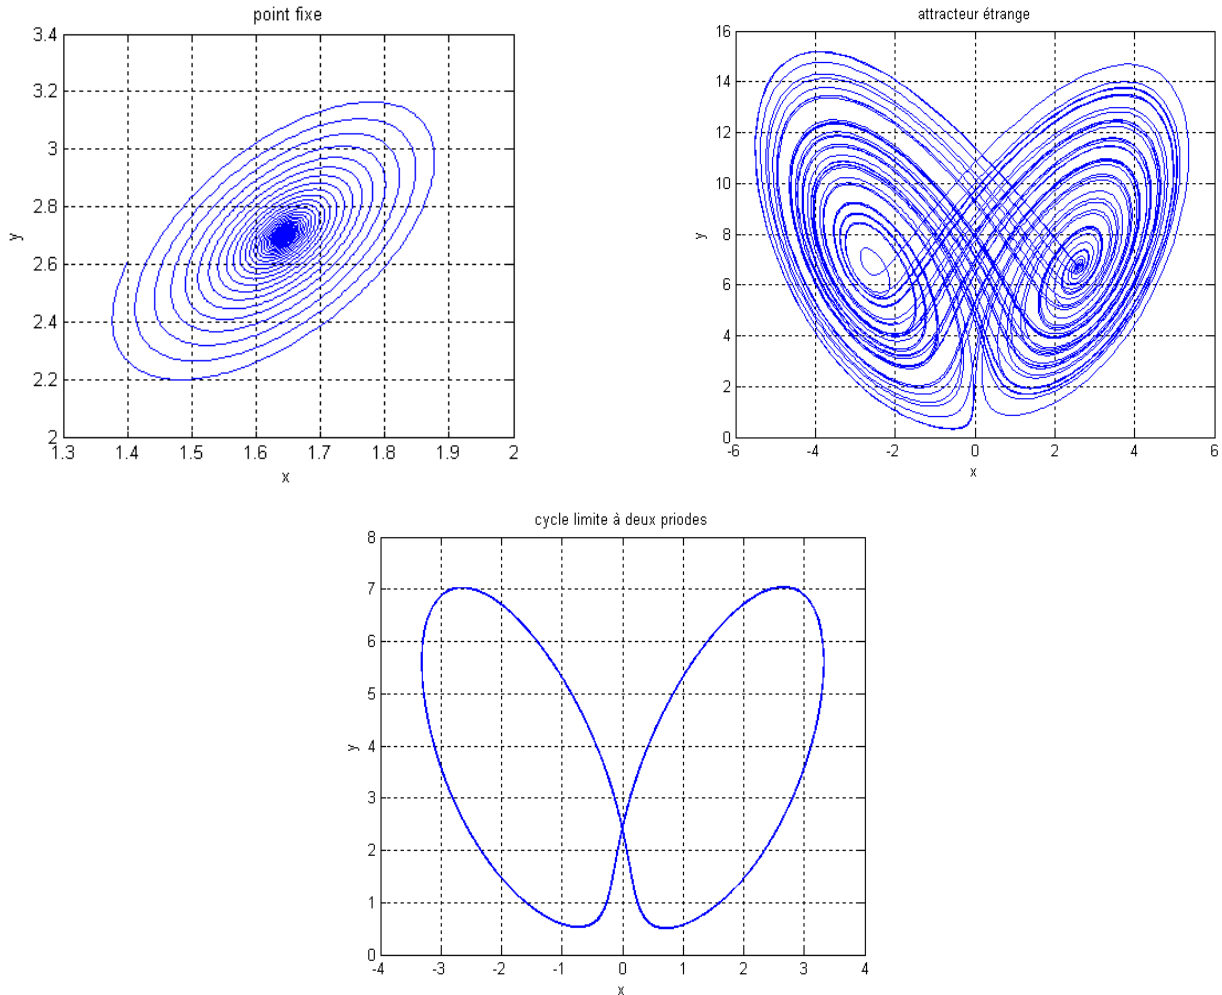 point fixe
3.4
3.2
3
2.8
2.6
2.4
2.2
2
y
1.3 1.4 1.5 1.6 1.7 1.8 1.9 2
x
attracteur étrange
16
14
12
10
8
6
4
2
0
y
-6 -4 -2 0 2 4 6
x
cycle limite à deux priodes
8
7
6
5
4
3
2
1
0
y
-4 -3 -2 -1 0 1 2 3 4
x